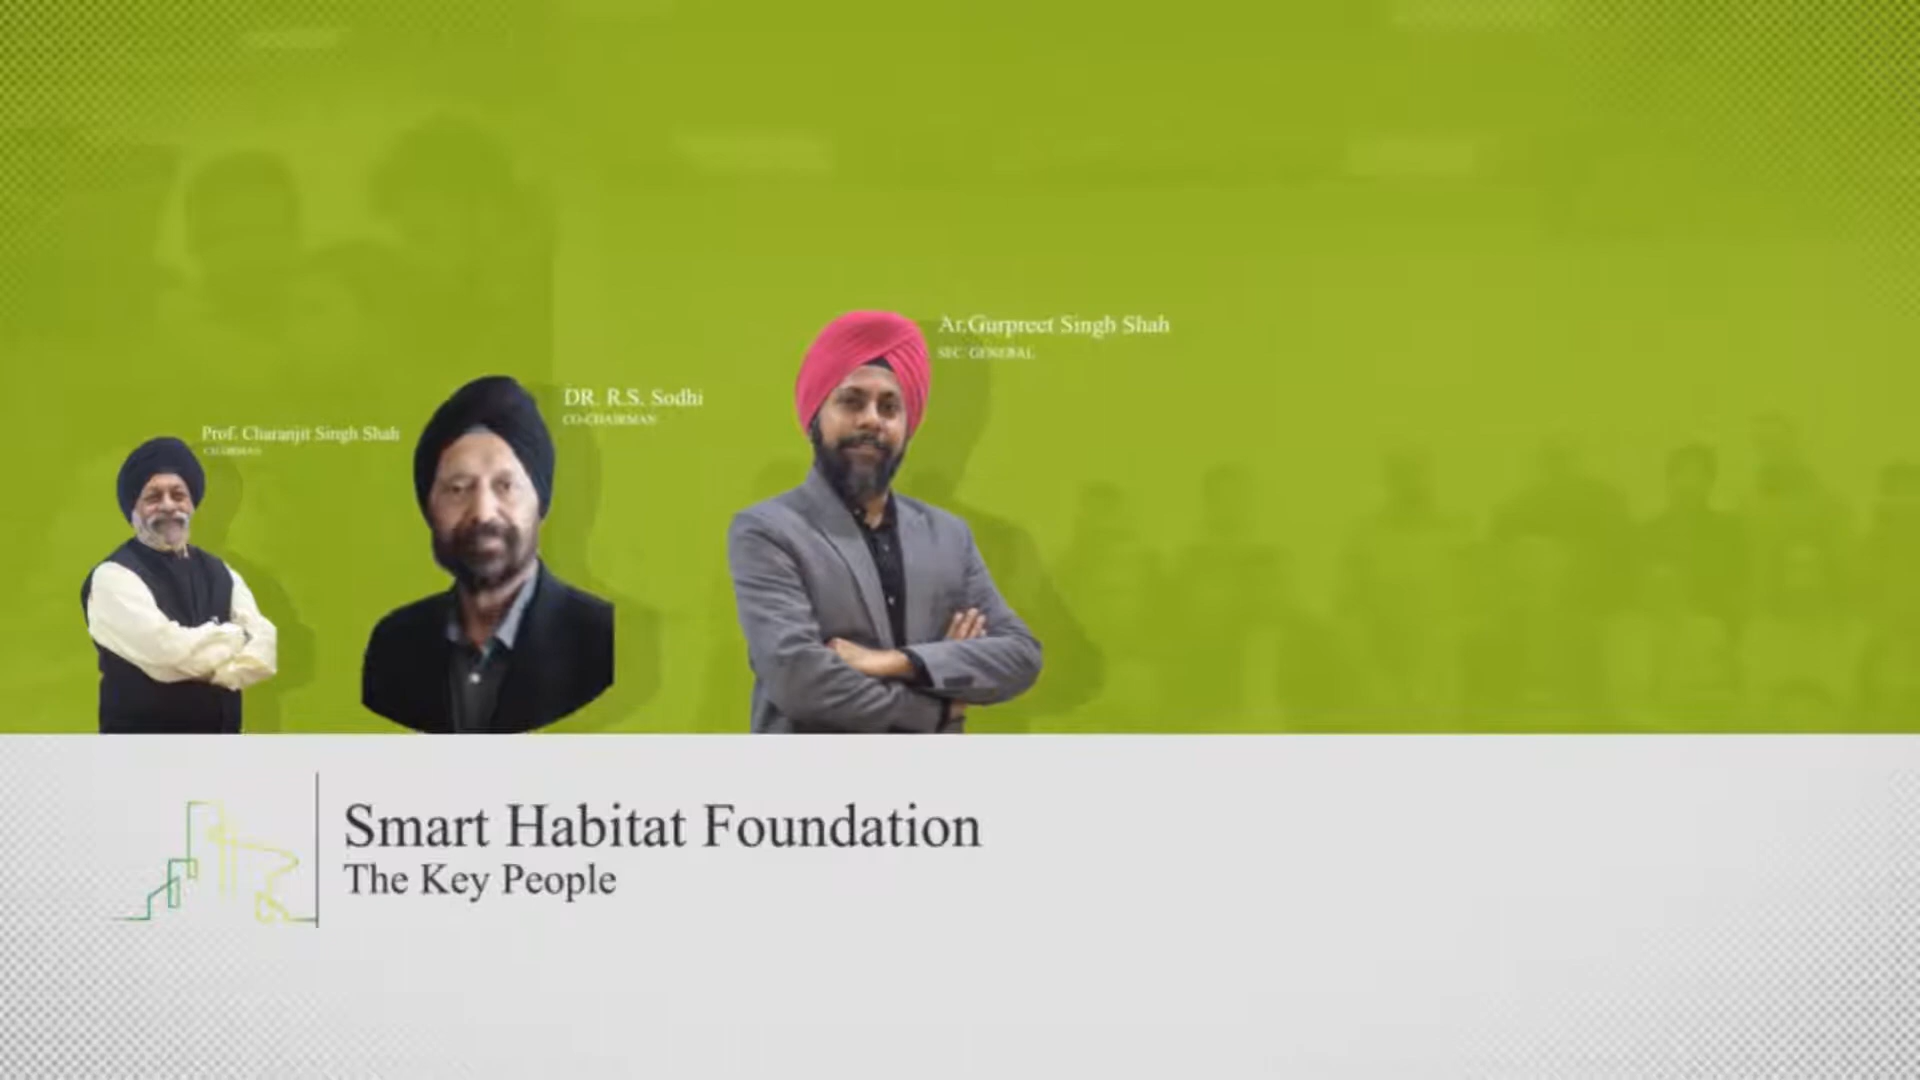 Prof. Charanjit Singh Shah
CHAIRMAN
DR. R.S. Sodhi
CO-CHAIRMAN
Ar.Gurpreet Singh Shah
SEC. GENERAL
Smart Habitat Foundation
The Key People